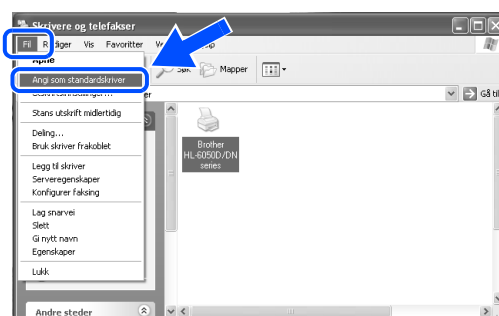 Skrivere og telefakser
Fil Rediger Vis Favoritter
Søk Mapper
Åpne
Angi som standardskriver
Utskriftsinnstillinger...
Gå til
Stans utskrift midlertidig
Deling...
Bruk skriver frakoblet
Legg til skriver
Serveregenskaper
Konfigurer faksing
Lag snarvei
Slett
Gi nytt navn
Egenskaper
Lukk
Brother
HL-6050D/DN
series
Andre steder